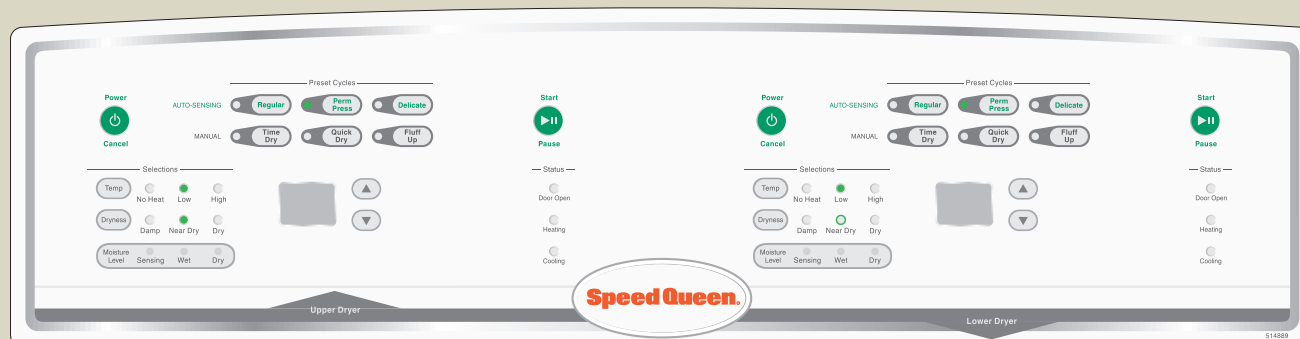 Preset Cycles
Power
AUTO-SENSING Regular Perm Press Delicate
Start
MANUAL Time Dry Quick Dry Fluff Up
Cancel
Pause
Selections
Status
Temp No Heat Low High
Door Open
Dryness Damp Near Dry Dry
Heating
Moisture Level Sensing Wet Dry
Cooling
Upper Dryer
Preset Cycles
Power
AUTO-SENSING Regular Perm Press Delicate
Start
MANUAL Time Dry Quick Dry Fluff Up
Cancel
Pause
Selections
Status
Temp No Heat Low High
Door Open
Dryness Damp Near Dry Dry
Heating
Moisture Level Sensing Wet Dry
Cooling
Speed Queen.
Lower Dryer
514889